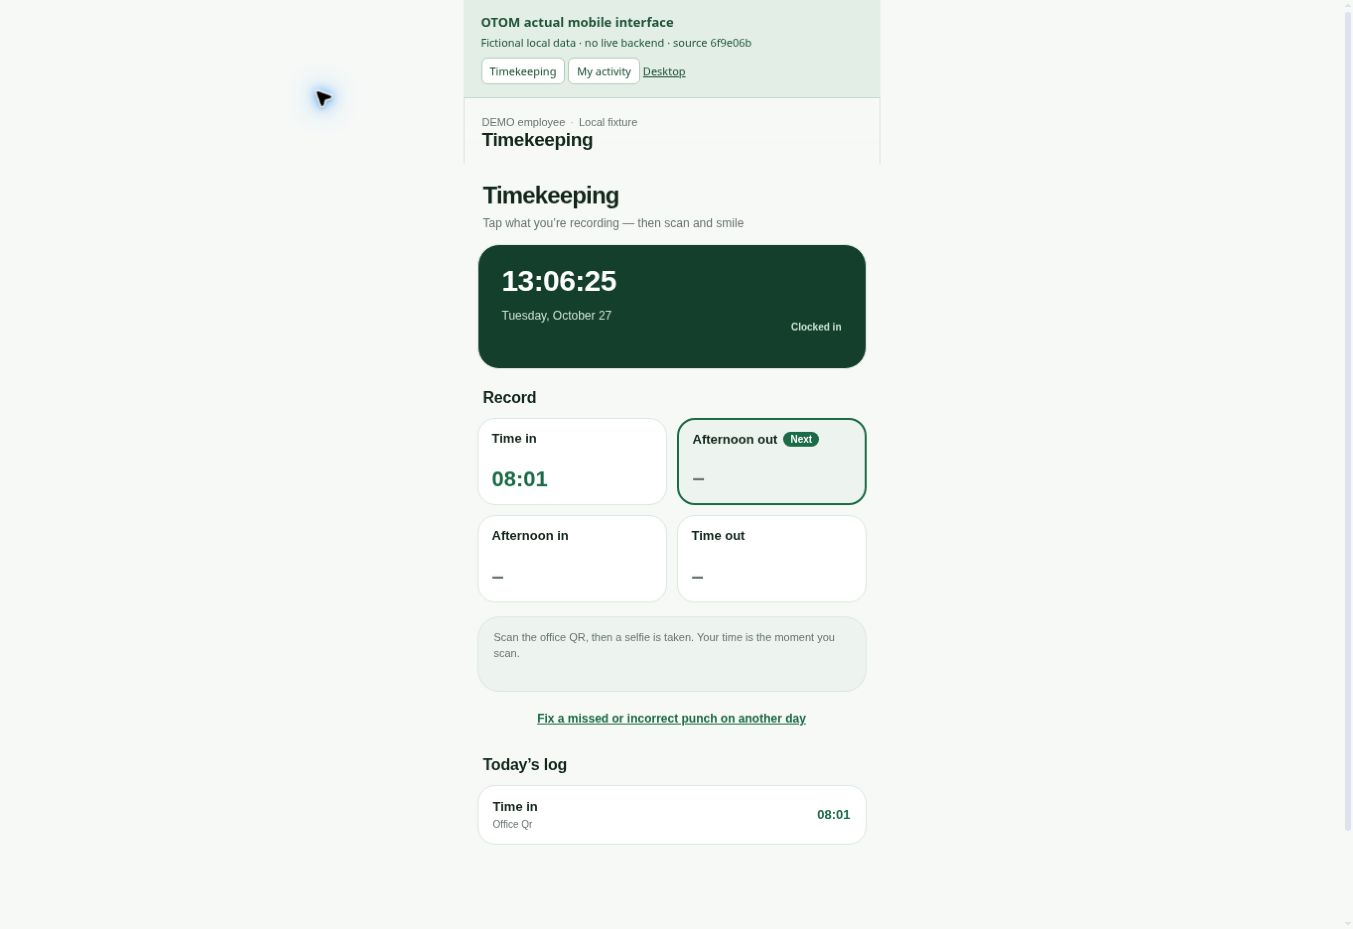 OTOM actual mobile interface
Fictional local data · no live backend · source 6f9e06b
Timekeeping My activity Desktop
DEMO employee · Local fixture
Timekeeping
Timekeeping
Tap what you’re recording — then scan and smile
13:06:25
Tuesday, October 27
Clocked in
Record
Time in
08:01
Afternoon out Next
–
Afternoon in
–
Time out
–
Scan the office QR, then a selfie is taken. Your time is the moment you
scan.
Fix a missed or incorrect punch on another day
Today’s log
Time in
Office Qr
08:01